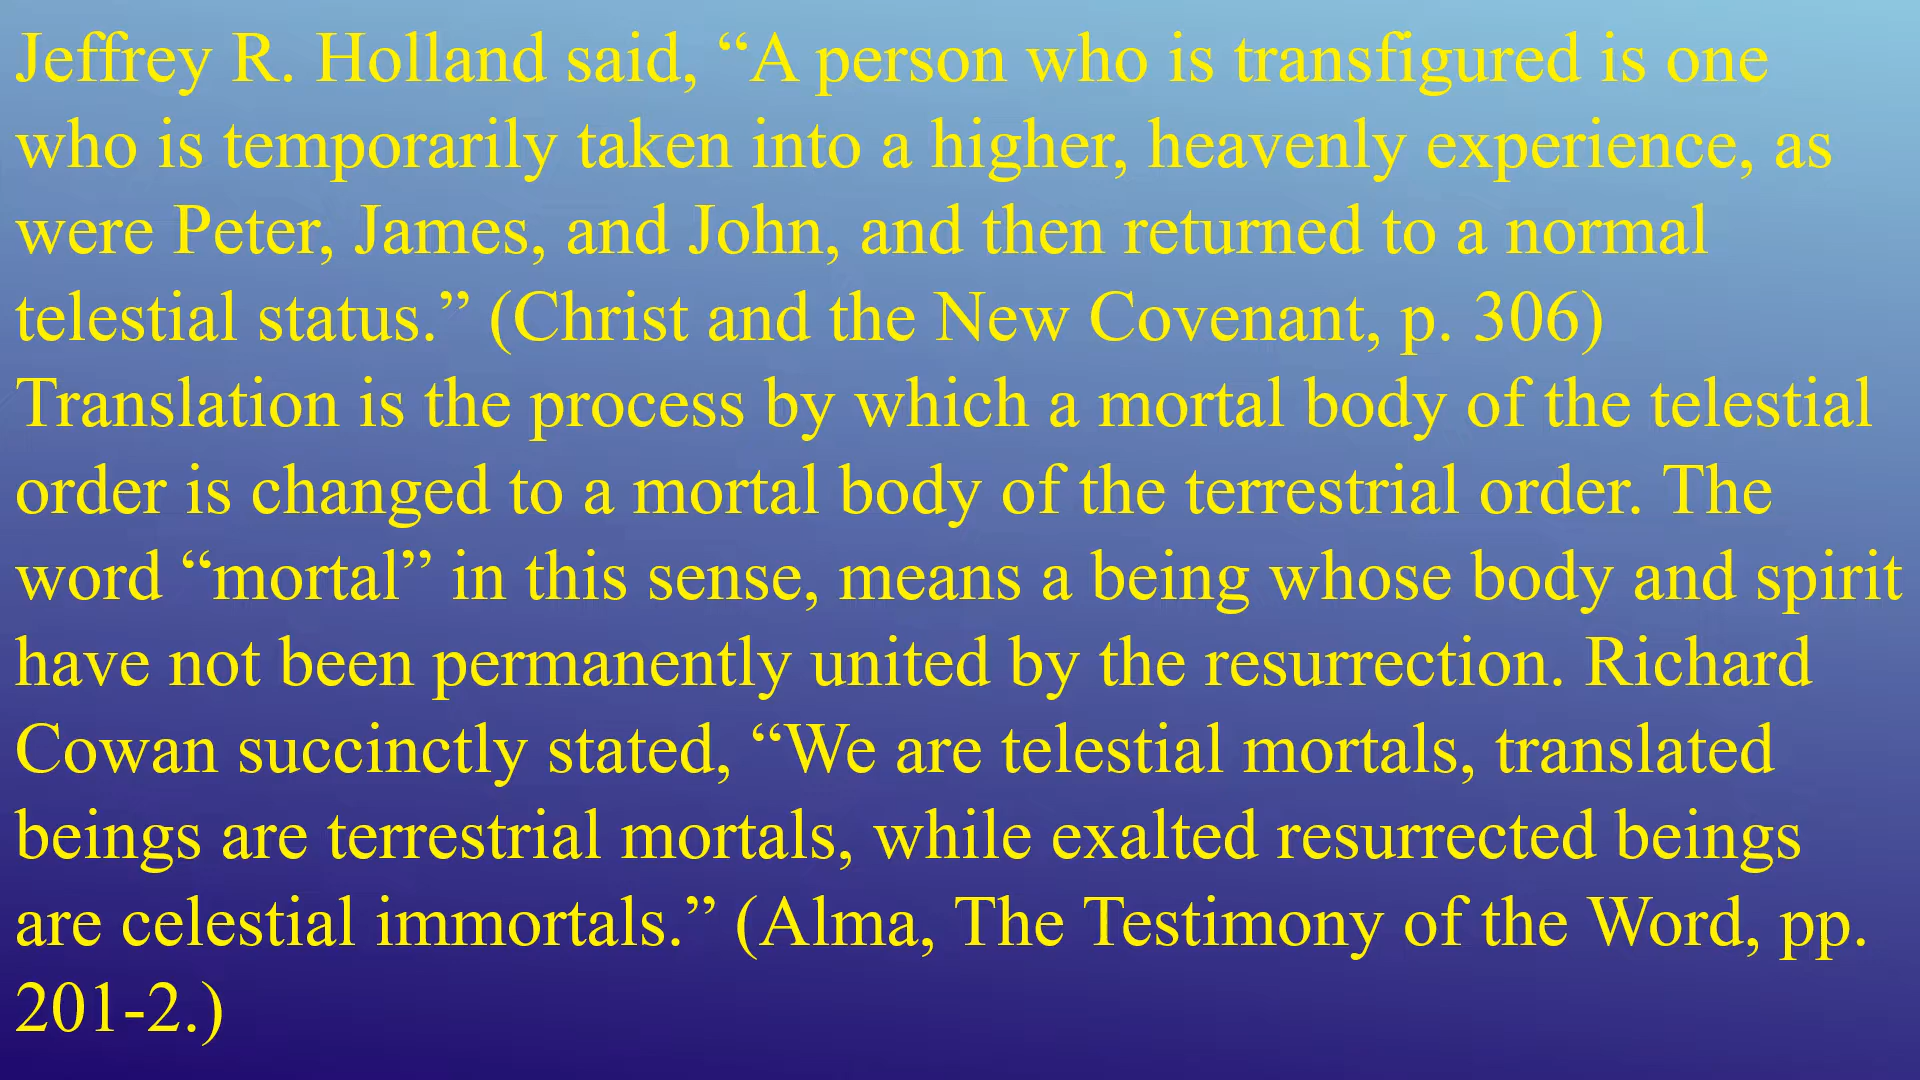 Jeffrey R. Holland said, “A person who is transfigured is one
who is temporarily taken into a higher, heavenly experience, as
were Peter, James, and John, and then returned to a normal
telestial status.” (Christ and the New Covenant, p. 306)
Translation is the process by which a mortal body of the telestial
order is changed to a mortal body of the terrestrial order. The
word “mortal” in this sense, means a being whose body and spirit
have not been permanently united by the resurrection. Richard
Cowan succinctly stated, “We are telestial mortals, translated
beings are terrestrial mortals, while exalted resurrected beings
are celestial immortals.” (Alma, The Testimony of the Word, pp.
201-2.)